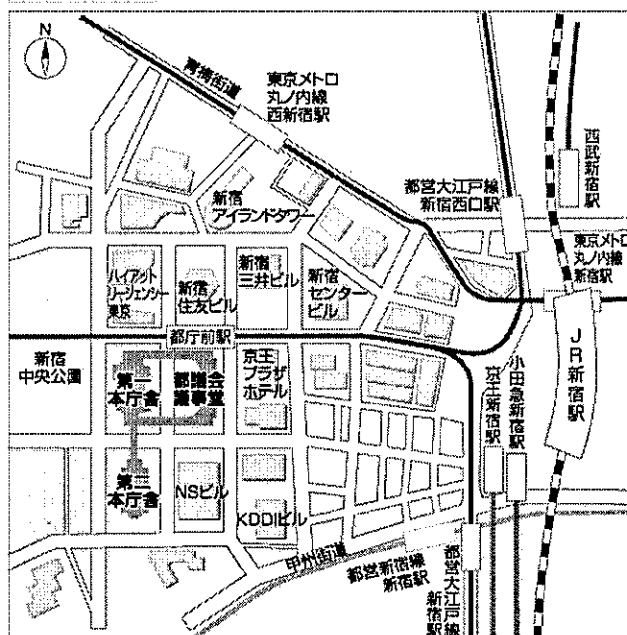 N
青梅街道
東京メトロ
丸ノ内線
西新宿駅
西武新宿駅
都営大江戸線
新宿西口駅
新宿
アイランドタワー
東京メトロ
丸ノ内線
新宿駅
ハイアット
リージェンシー
東京
新宿
住友ビル
新宿
三井ビル
新宿
センター
ビル
都庁前駅
JR新宿駅
新宿
中央公園
第一
本庁舎
都議会
議事堂
京王
プラザ
ホテル
小田急新宿駅
京王新宿駅
第二
本庁舎
NSビル
KDDIビル
甲州街道
都営新宿線
新宿駅
都営大江戸線
新宿駅